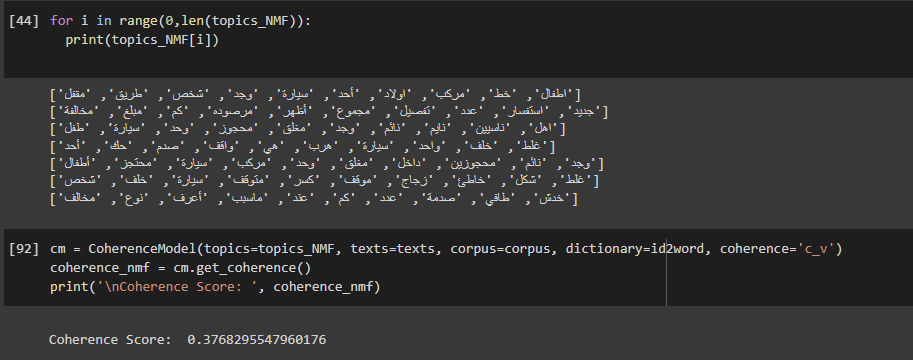 [44] for i in range(0,len(topics_NMF)):
print(topics_NMF[i])
['مقفل', 'طريق', 'شخص', 'وجد', 'سيارة', 'أحد', 'اولاد', 'مركب', 'خط', 'اطفال']
['مخالفة', 'مبلغ', 'كم', 'مرصوده', 'أظهر', 'مجموع', 'تفصيل', 'عدد', 'استفسار', 'جديد']
['طفل', 'سيارة', 'وحد', 'محجوز', 'مغلق', 'وجد', 'نائم', 'نايم', 'ناسيين', 'اهل']
['أحد', 'حك', 'صدم', 'واقف', 'هي', 'هرب', 'سيارة', 'واحد', 'خلف', 'غلط']
['أطفال', 'محتجز', 'سيارة', 'مركب', 'وحد', 'مغلق', 'داخل', 'محجوزين', 'نائم', 'وجد']
['شخص', 'خلف', 'سيارة', 'متوقف', 'كسر', 'موقف', 'زجاج', 'خاطئ', 'شكل', 'غلط']
['مخالف', 'نوع', 'أعرف', 'ماسبب', 'عند', 'كم', 'عدد', 'صدمة', 'طافي', 'خدش']
[92] cm = CoherenceModel(topics=topics_NMF, texts=texts, corpus=corpus, dictionary=id2word, coherence='c_v')
coherence_nmf = cm.get_coherence()
print('\nCoherence Score: ', coherence_nmf)
Coherence Score:  0.3768295547960176